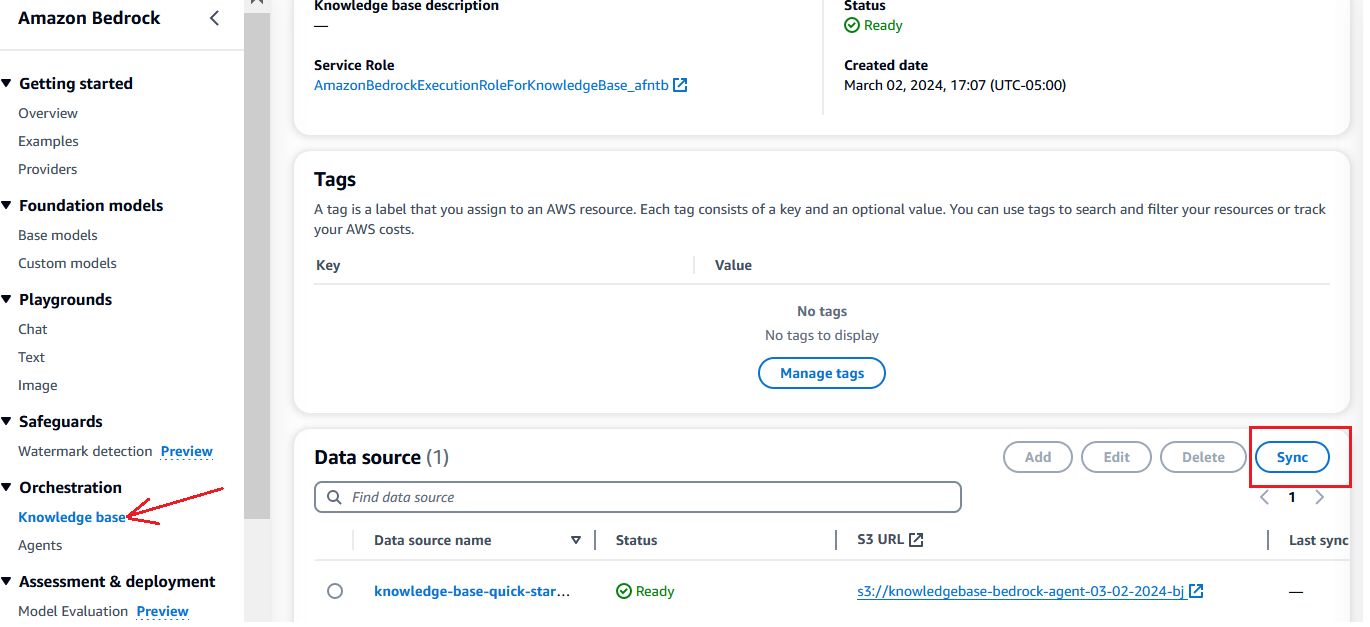 Amazon Bedrock
Getting started
Overview
Examples
Providers
Foundation models
Base models
Custom models
Playgrounds
Chat
Text
Image
Safeguards
Watermark detection Preview
Orchestration
Knowledge base
Agents
Assessment & deployment
Model Evaluation Preview
Knowledge base description
—
Status
Ready
Service Role
AmazonBedrockExecutionRoleForKnowledgeBase_afntb
Created date
March 02, 2024, 17:07 (UTC-05:00)
Tags
A tag is a label that you assign to an AWS resource. Each tag consists of a key and an optional value. You can use tags to search and filter your resources or track
your AWS costs.
Key Value
No tags
No tags to display
Manage tags
Data source (1)
Add Edit Delete Sync
Find data source
1
Data source name Status S3 URL Last sync
knowledge-base-quick-star... Ready s3://knowledgebase-bedrock-agent-03-02-2024-bj —